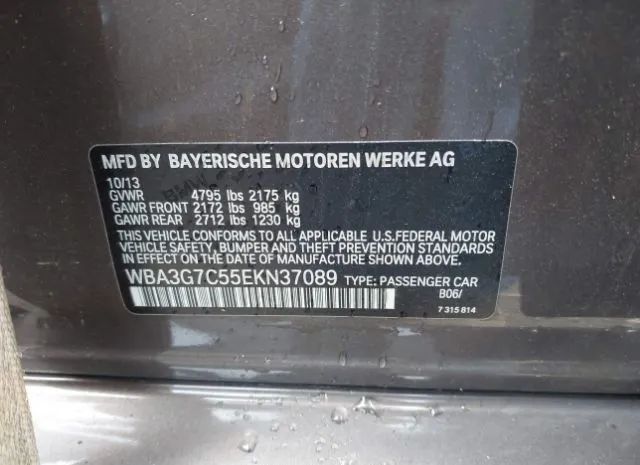 MFD BY BAYERISCHE MOTOREN WERKE AG
10/13
GVWR 4795 lbs 2175 kg
GAWR FRONT 2172 lbs 985 kg
GAWR REAR 2712 lbs 1230 kg
THIS VEHICLE CONFORMS TO ALL APPLICABLE U.S.FEDERAL MOTOR
VEHICLE SAFETY, BUMPER AND THEFT PREVENTION STANDARDS
IN EFFECT ON THE DATE OF MANUFACTURE SHOWN ABOVE.
WBA3G7C55EKN37089 TYPE: PASSENGER CAR
B06/
7 315 814